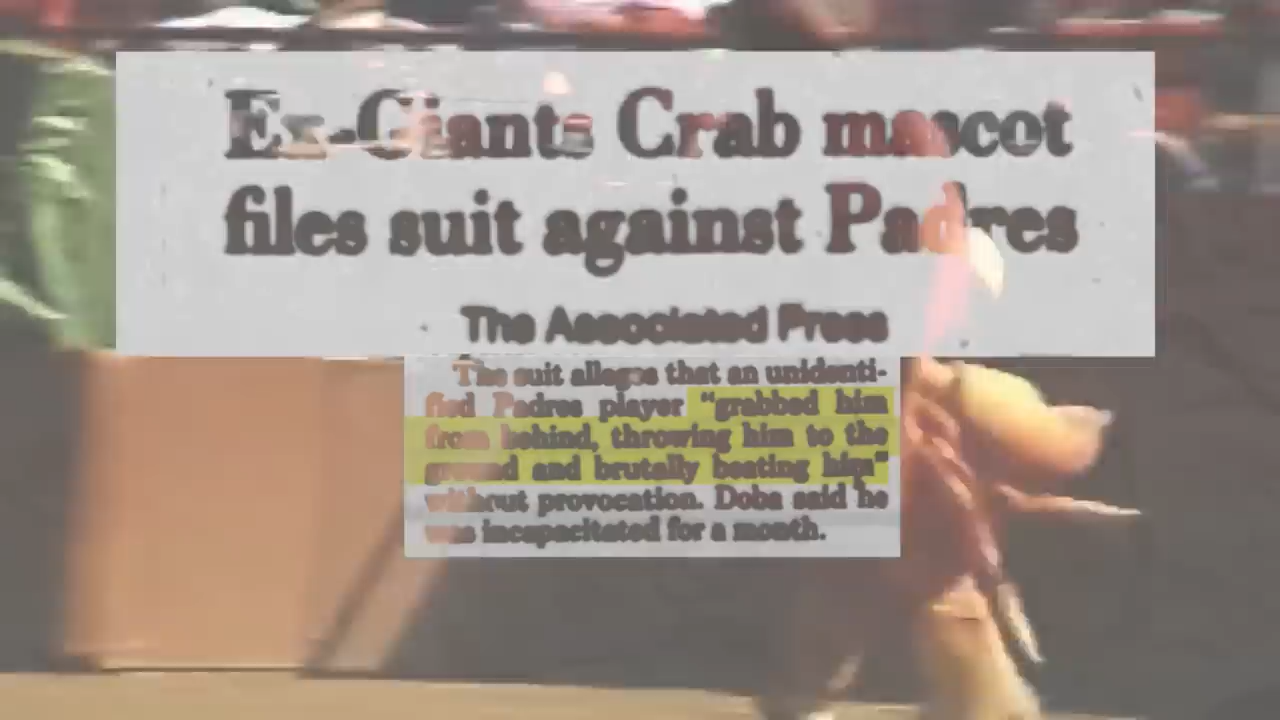 Ex-Giants Crab mascot
files suit against Padres
The Associated Press
The suit alleges that an unidenti-
fied Padres player "grabbed him
from behind, throwing him to the
ground and brutally beating him"
without provocation. Doba said he
was incapacitated for a month.